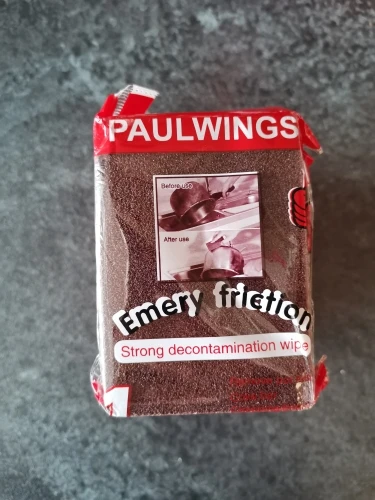 PAULWINGS
Before use
After use
Emery friction
Strong decontamination wipe